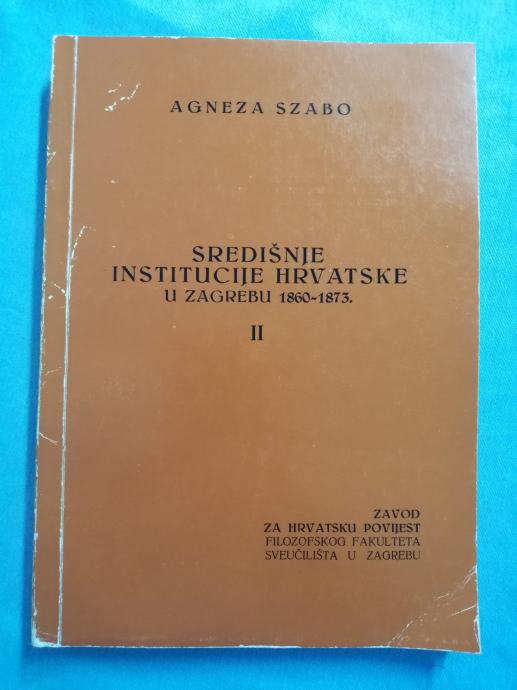 AGNEZA SZABO
SREDIŠNJE
INSTITUCIJE HRVATSKE
U ZAGREBU 1860-1873.
II
ZAVOD
ZA HRVATSKU POVIJEST
FILOZOFSKOG FAKULTETA
SVEUČILIŠTA U ZAGREBU